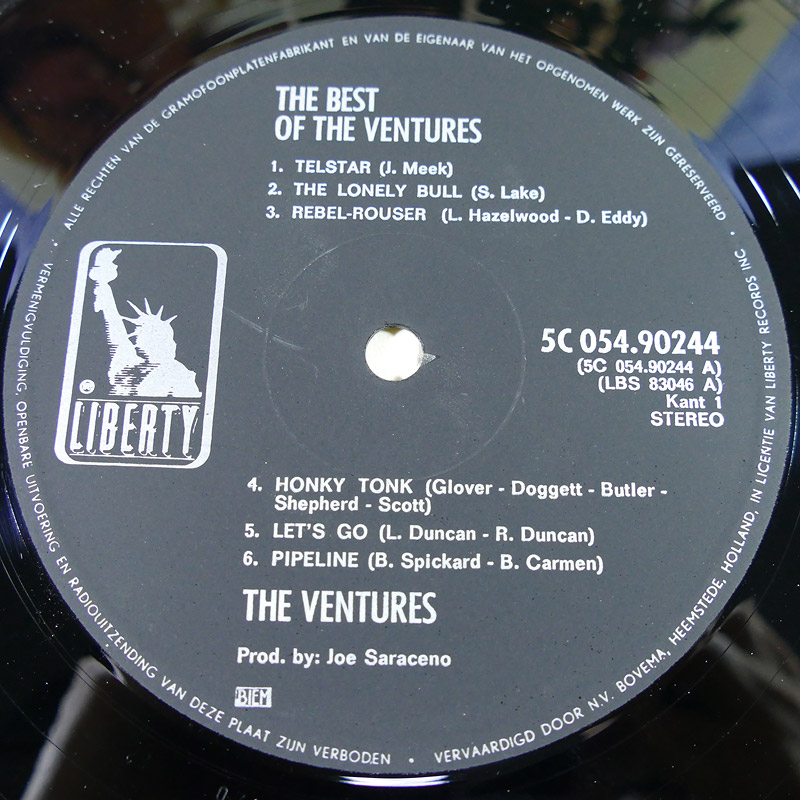 THE BEST
OF THE VENTURES
1. TELSTAR (J. Meek)
2. THE LONELY BULL (S. Lake)
3. REBEL-ROUSER (L. Hazelwood - D. Eddy)
LIBERTY
5C 054.90244
(5C 054.90244 A)
(LBS 83046 A)
Kant 1
STEREO
4. HONKY TONK (Glover - Doggett - Butler -
Shepherd - Scott)
5. LET'S GO (L. Duncan - R. Duncan)
6. PIPELINE (B. Spickard - B. Carmen)
THE VENTURES
Prod. by: Joe Saraceno
BIEM
· ALLE RECHTEN VAN DE GRAMOFOONPLATENFABRIKANT EN VAN DE EIGENAAR VAN HET OPGENOMEN WERK ZIJN GERESERVEERD ·
VERMENIGVULDIGING, OPENBARE UITVOERING EN RADIOUITZENDING VAN DEZE PLAAT ZIJN VERBODEN ·
VERVAARDIGD DOOR N.V. BOVEMA, HEEMSTEDE, HOLLAND, IN LICENTIE VAN LIBERTY RECORDS INC